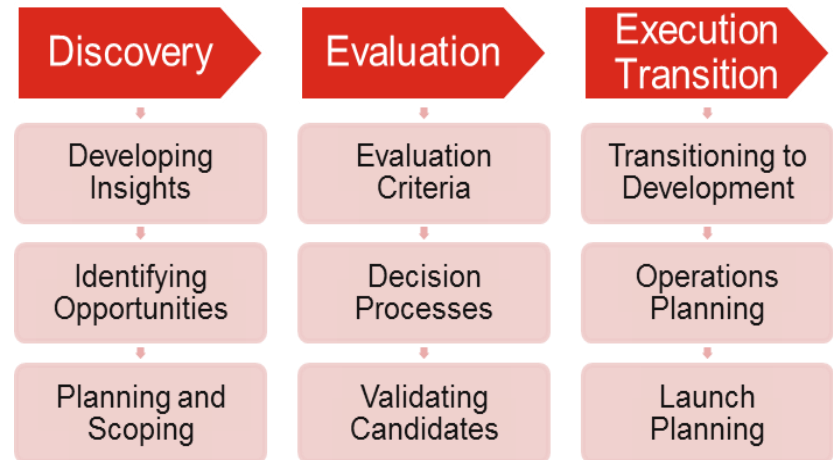 Discovery
Developing
Insights
Identifying
Opportunities
Planning and
Scoping
Evaluation
Evaluation
Criteria
Decision
Processes
Validating
Candidates
Execution
Transition
Transitioning to
Development
Operations
Planning
Launch
Planning